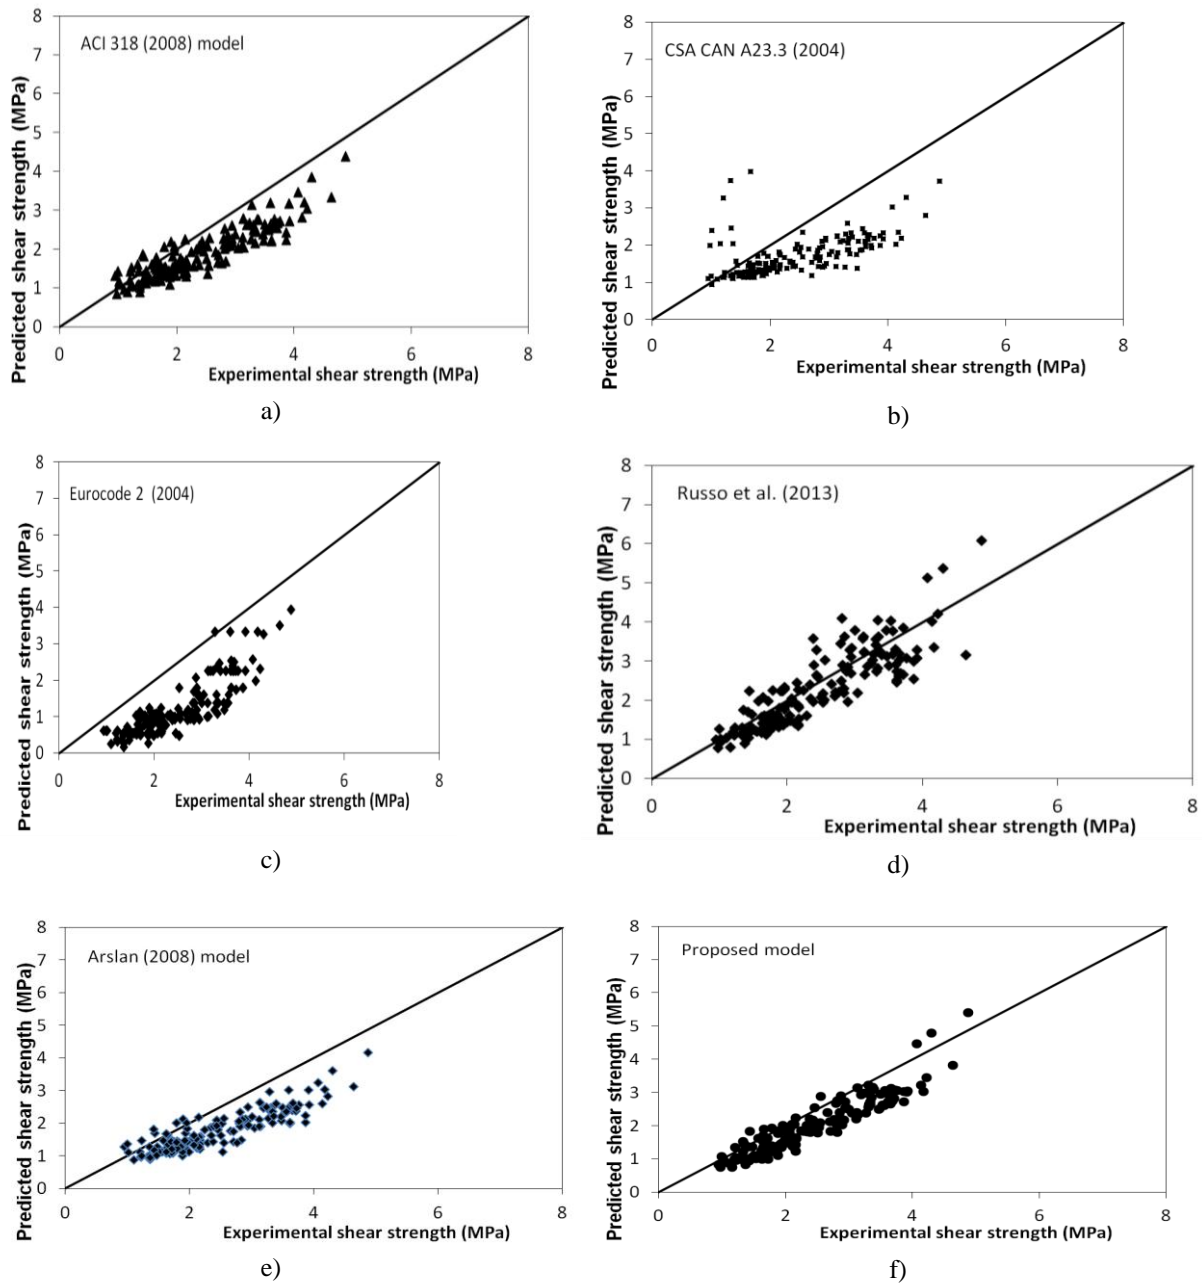 ACI 318 (2008) model
8
7
6
5
4
3
2
1
0
0 2 4 6 8
Predicted shear strength (MPa)
Experimental shear strength (MPa)
a)
CSA CAN A23.3 (2004)
8
7
6
5
4
3
2
1
0
0 2 4 6 8
Predicted shear strength (MPa)
Experimental shear strength (MPa)
b)
Eurocode 2 (2004)
8
7
6
5
4
3
2
1
0
0 2 4 6 8
Predicted shear strength (MPa)
Experimental shear strength (MPa)
c)
Russo et al. (2013)
8
7
6
5
4
3
2
1
0
0 2 4 6 8
Predicted shear strength (MPa)
Experimental shear strength (MPa)
d)
Arslan (2008) model
8
7
6
5
4
3
2
1
0
0 2 4 6 8
Predicted shear strength (MPa)
Experimental shear strength (MPa)
e)
Proposed model
8
7
6
5
4
3
2
1
0
0 2 4 6 8
Predicted shear strength (MPa)
Experimental shear strength (MPa)
f)